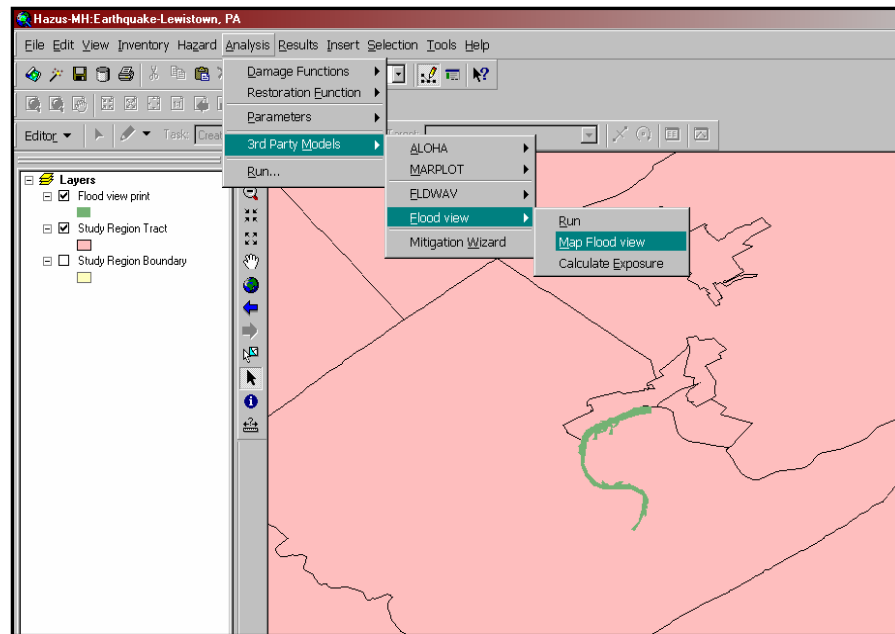 Hazus-MH:Earthquake-Lewistown, PA
File Edit View Inventory Hazard Analysis Results Insert Selection Tools Help
Damage Functions
Restoration Function
Parameters
3rd Party Models
Run...
ALOHA
MARPLOT
FLDWAV
Flood view
Mitigation Wizard
Run
Map Flood view
Calculate Exposure
Editor
Task:
Layers
Flood view print
Study Region Tract
Study Region Boundary